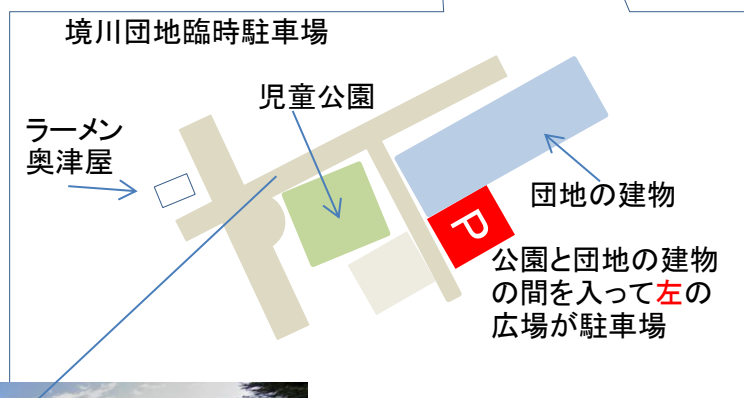 境川団地臨時駐車場
児童公園
ラーメン
奥津屋
団地の建物
P
公園と団地の建物
の間を入って左の
広場が駐車場